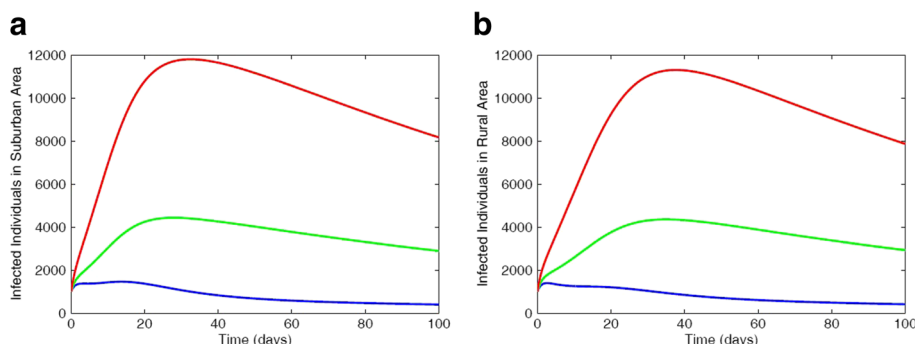 a
12000
10000
8000
6000
4000
2000
0
Infected Individuals in Suburban Area
0 20 40 60 80 100
Time (days)
b
12000
10000
8000
6000
4000
2000
0
Infected Individuals in Rural Area
0 20 40 60 80 100
Time (days)